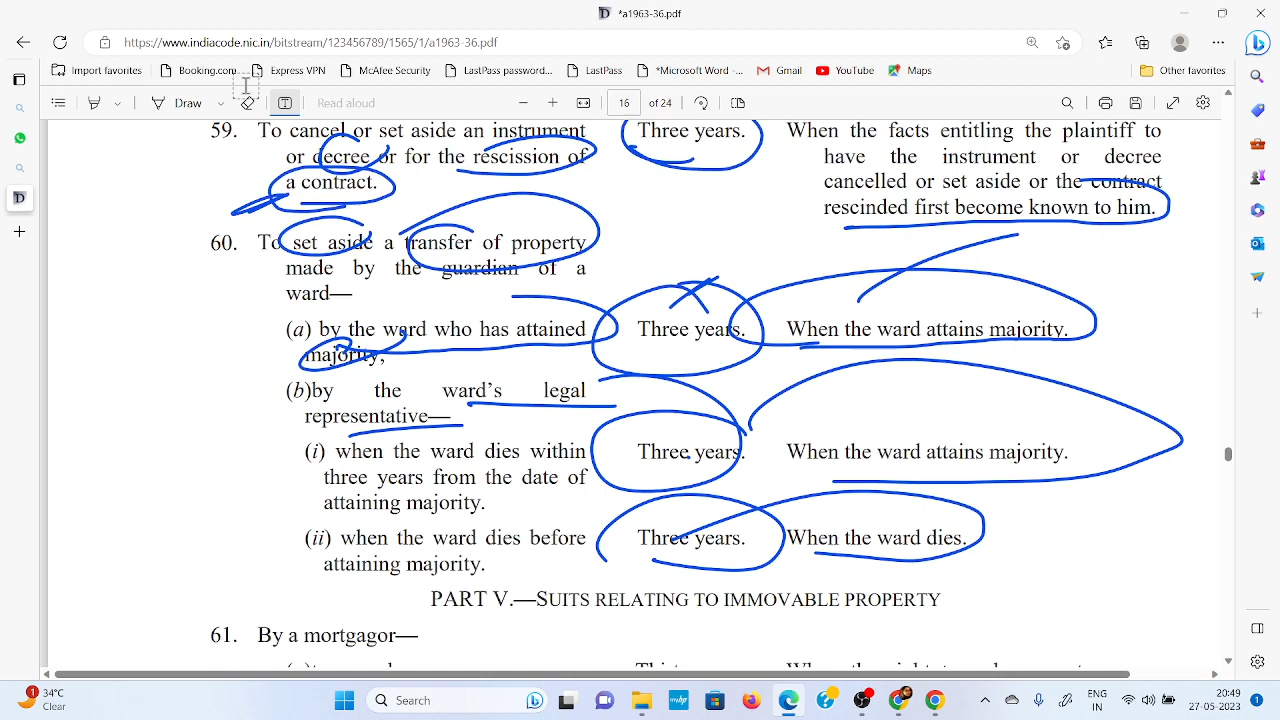 *a1963-36.pdf
https://www.indiacode.nic.in/bitstream/123456789/1565/1/a1963-36.pdf
Import favorites Booking.com Express VPN McAfee Security LastPass password... LastPass *Microsoft Word -... Gmail YouTube Maps Other favorites
Draw Read aloud 16 of 24
59. To cancel or set aside an instrument Three years. When the facts entitling the plaintiff to
or decree or for the rescission of have the instrument or decree
a contract. cancelled or set aside or the contract
rescinded first become known to him.
60. To set aside a transfer of property
made by the guardian of a
ward—
(a) by the ward who has attained Three years. When the ward attains majority.
majority;
(b)by the ward's legal
representative—
(i) when the ward dies within Three years. When the ward attains majority.
three years from the date of
attaining majority.
(ii) when the ward dies before Three years. When the ward dies.
attaining majority.
PART V.—SUITS RELATING TO IMMOVABLE PROPERTY
61. By a mortgagor—
34°C
Clear
Search
ENG
IN
20:49
27-05-2023